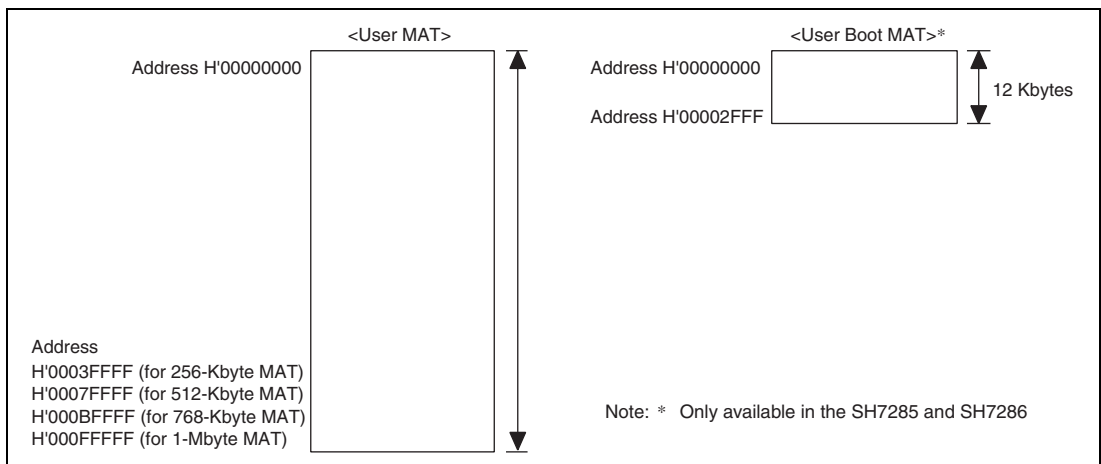 <User MAT>
Address H'00000000
Address
H'0003FFFF (for 256-Kbyte MAT)
H'0007FFFF (for 512-Kbyte MAT)
H'000BFFFF (for 768-Kbyte MAT)
H'000FFFFF (for 1-Mbyte MAT)
<User Boot MAT>*
Address H'00000000
12 Kbytes
Address H'00002FFF
Note: * Only available in the SH7285 and SH7286